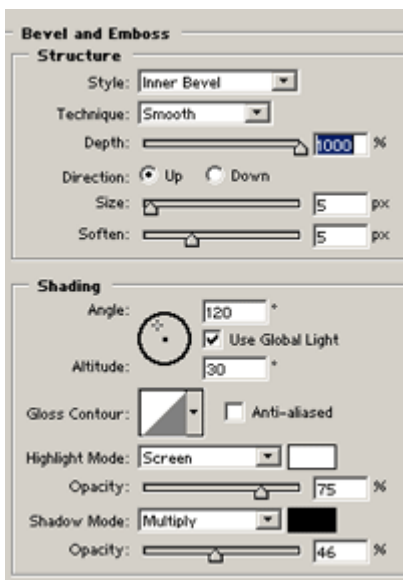 Bevel and Emboss
Structure
Style: Inner Bevel
Technique: Smooth
Depth: 1000 %
Direction: Up Down
Size: 5 px
Soften: 5 px
Shading
Angle: 120 °
Use Global Light
Altitude: 30 °
Gloss Contour: Anti-aliased
Highlight Mode: Screen
Opacity: 75 %
Shadow Mode: Multiply
Opacity: 46 %